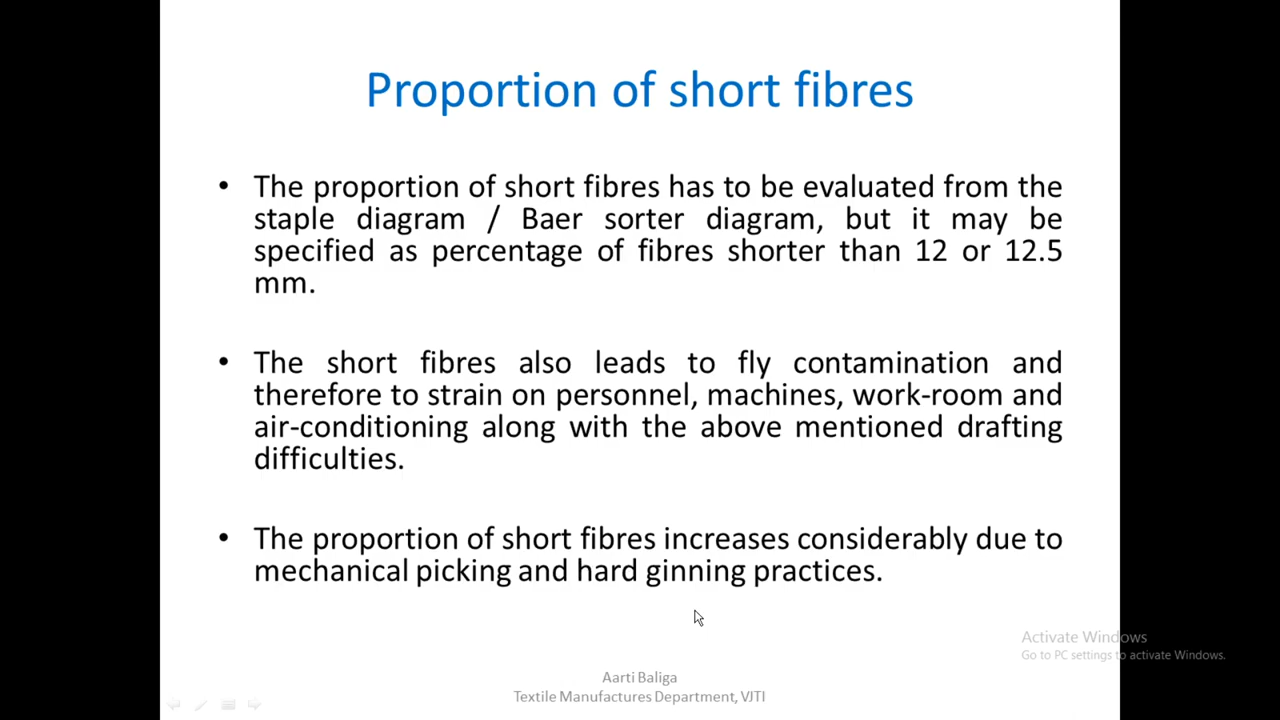 Proportion of short fibres
• The proportion of short fibres has to be evaluated from the
staple diagram / Baer sorter diagram, but it may be
specified as percentage of fibres shorter than 12 or 12.5
mm.
• The short fibres also leads to fly contamination and
therefore to strain on personnel, machines, work-room and
air-conditioning along with the above mentioned drafting
difficulties.
• The proportion of short fibres increases considerably due to
mechanical picking and hard ginning practices.
Activate Windows
Go to PC settings to activate Windows.
Aarti Baliga
Textile Manufactures Department, VJTI